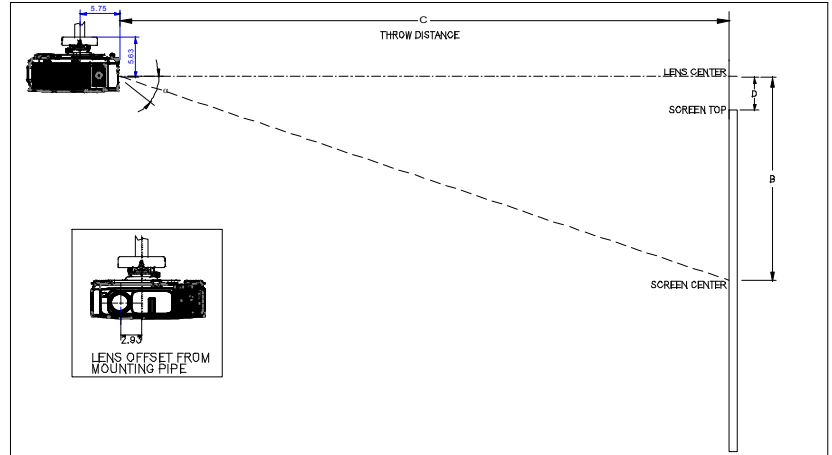 5.75
C
THROW DISTANCE
5.63
α
LENS CENTER
D
SCREEN TOP
B
SCREEN CENTER
2.93
LENS OFFSET FROM
MOUNTING PIPE